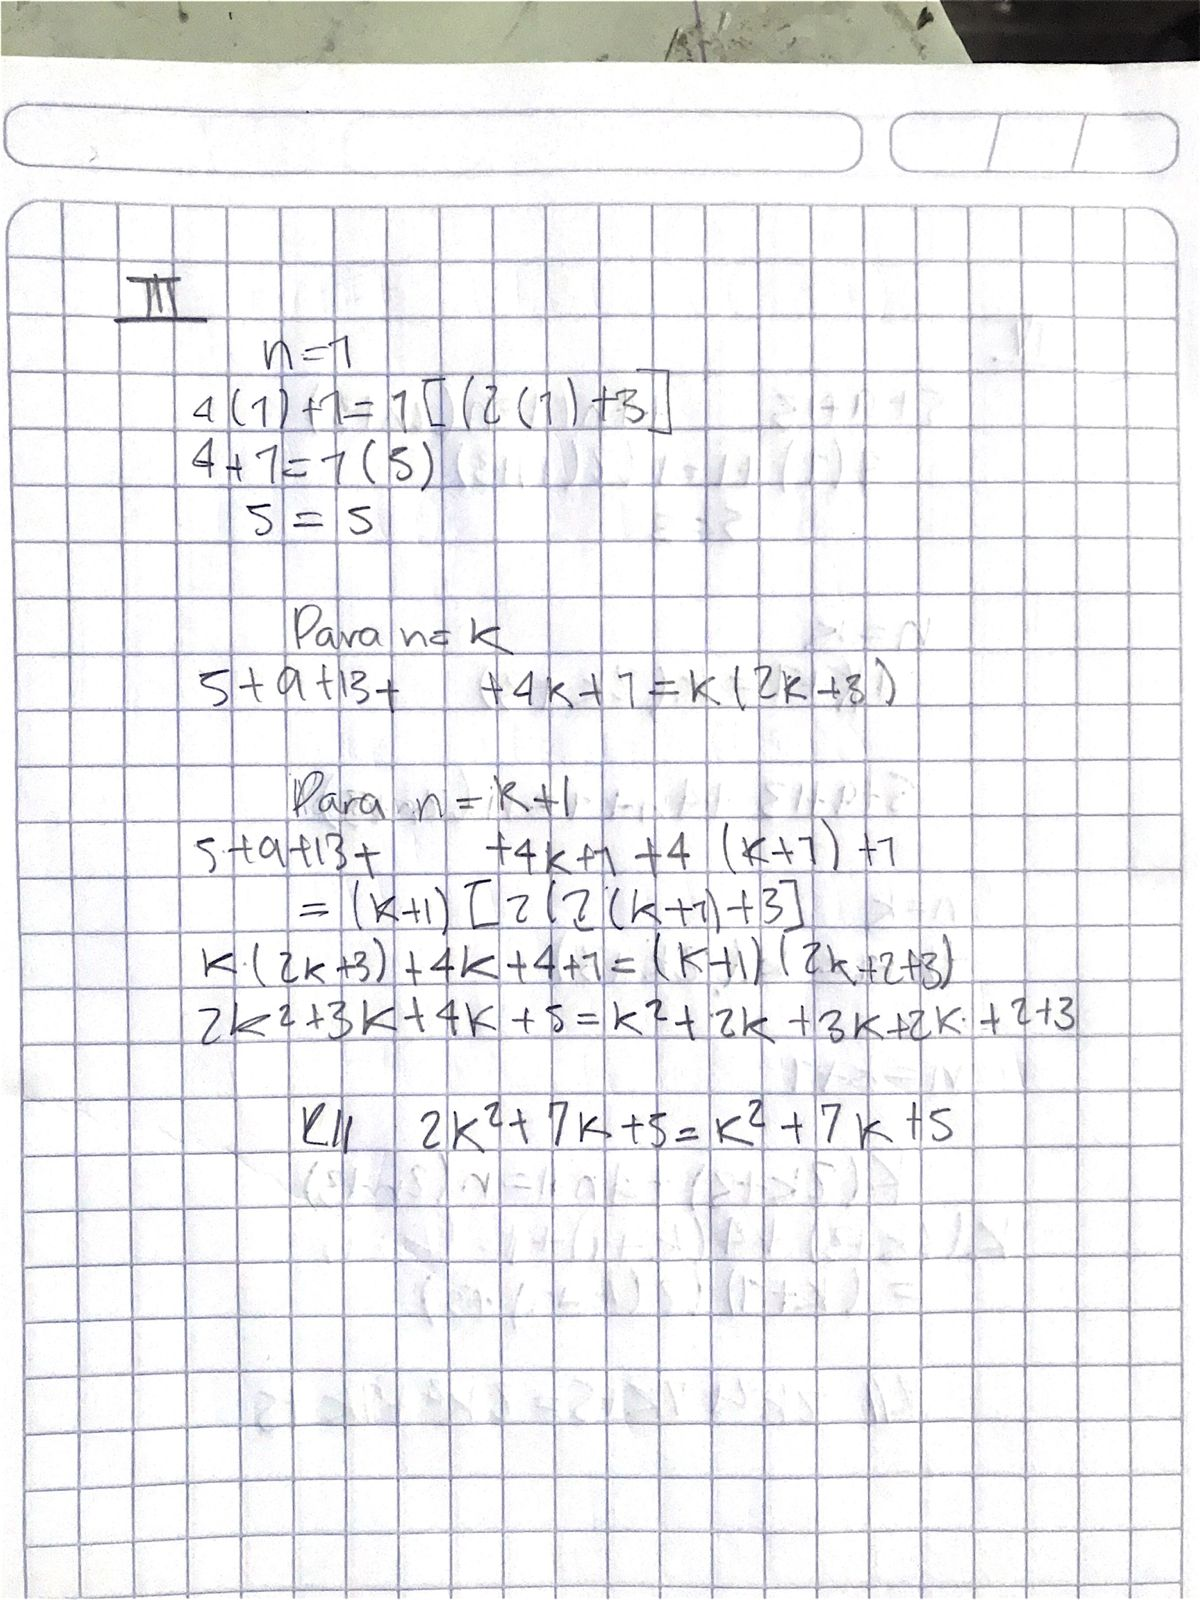 III
n=1
4(1)+1=1[(2(1)+3]
4+1=1(5)
5=5
Para n=k
5+9+13+ +4k+1=k(2k+3)
Para n=k+1
5+9+13+ +4k+1+4(k+1)+1
=(k+1)[2(2(k+1)+3]
k(2k+3)+4k+4+1=(k+1)(2k+2+3)
2k²+3k+4k+5=k²+2k+3k+2k+2+3
R// 2k²+7k+5=k²+7k+5